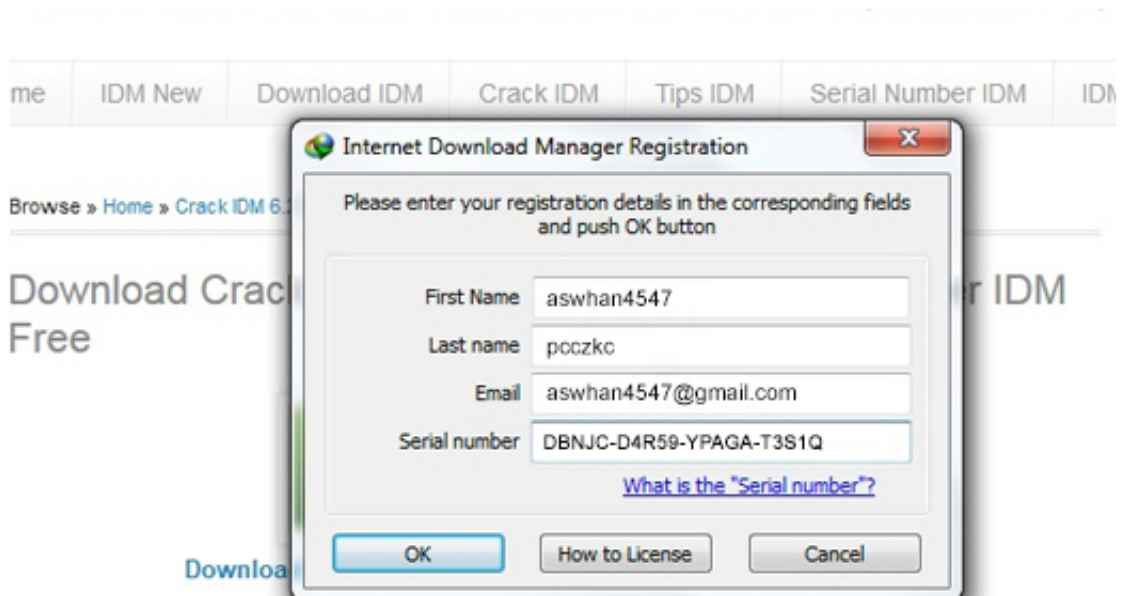 me IDM New Download IDM Crack IDM Tips IDM Serial Number IDM IDM
Internet Download Manager Registration
Browse » Home » Crack IDM 6.
Please enter your registration details in the corresponding fields
and push OK button
Download Crac r IDM
Free
First Name aswhan4547
Last name pcczkc
Email aswhan4547@gmail.com
Serial number DBNJC-D4R59-YPAGA-T3S1Q
What is the "Serial number"?
OK How to License Cancel
Downloa